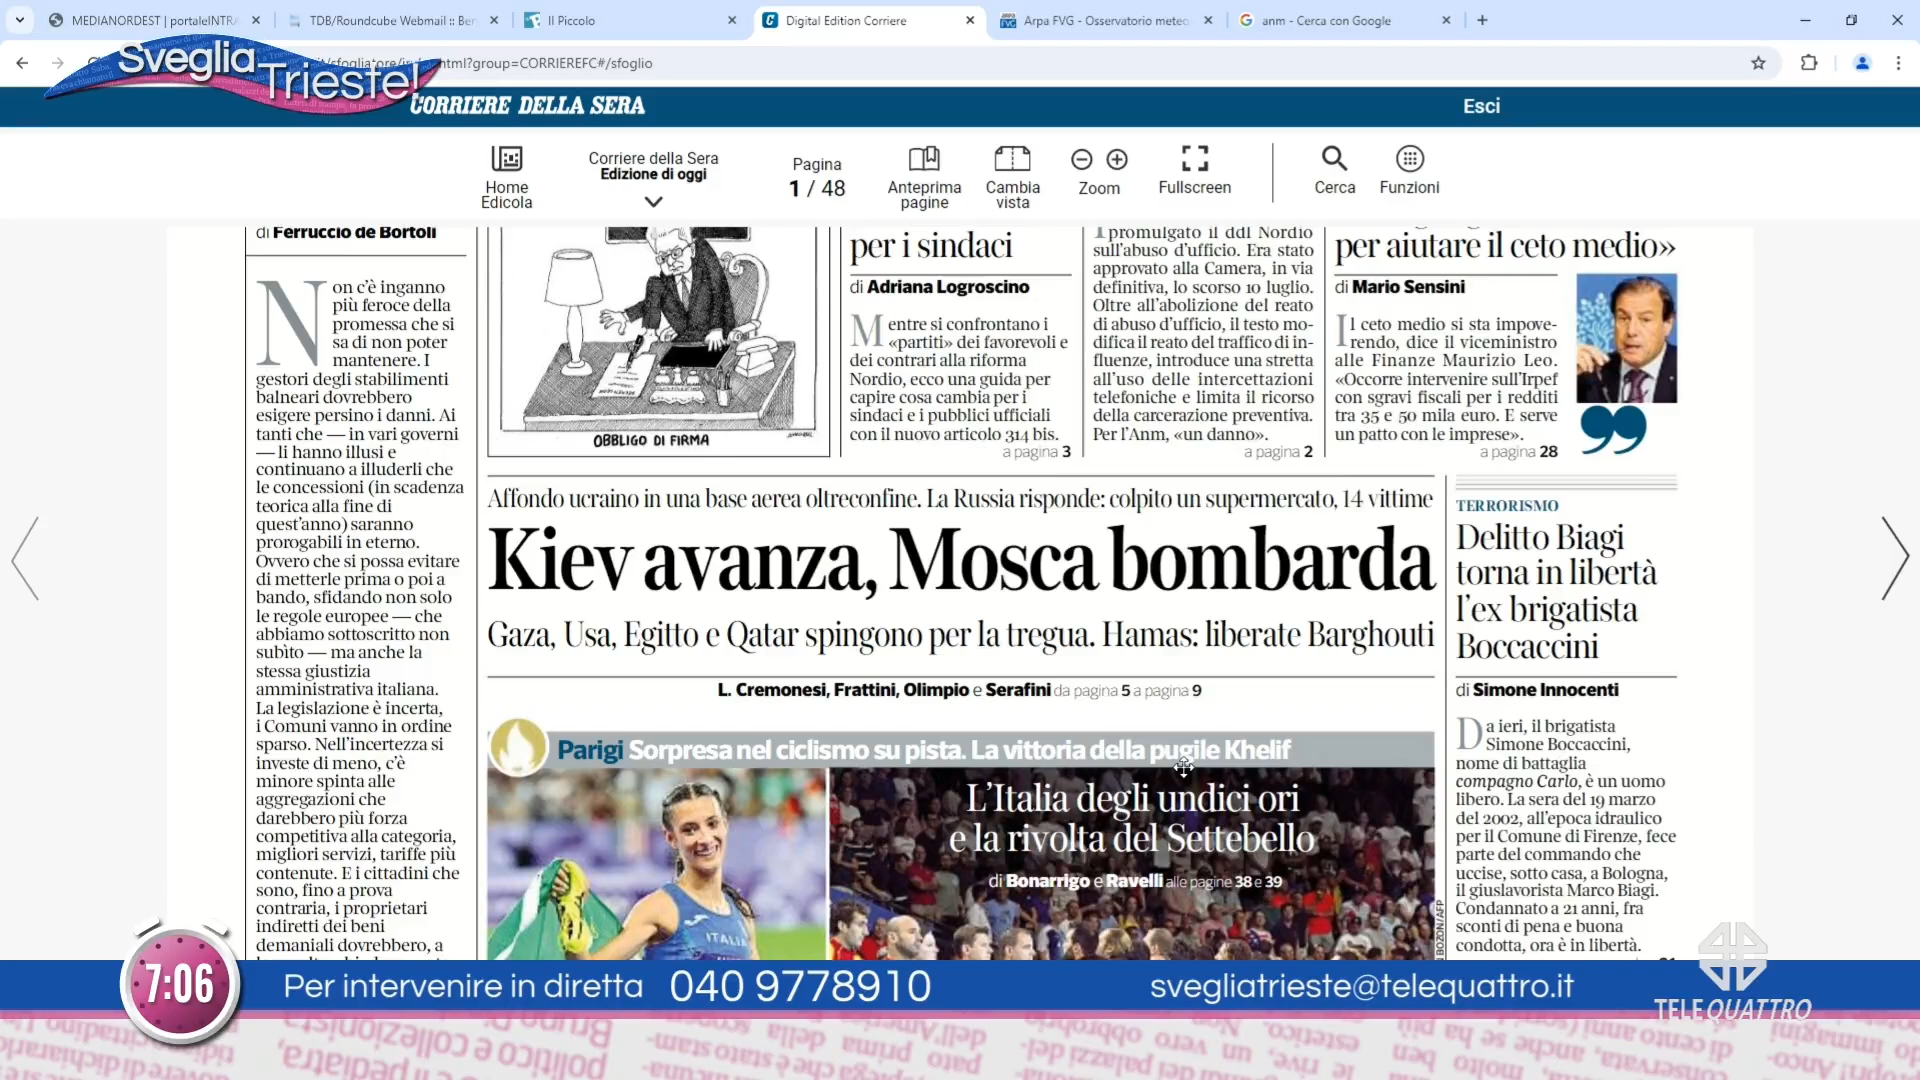 MEDIANORDEST | portaleINTRA
TDB/Roundcube Webmail :: Ben
Il Piccolo
Digital Edition Corriere
Arpa FVG - Osservatorio meteo
anm - Cerca con Google
html?group=CORRIEREFC#/sfoglio
Sveglia
Trieste!
CORRIERE DELLA SERA
Esci
Home
Edicola
Corriere della Sera
Edizione di oggi
Pagina
1 / 48
Anteprima
pagine
Cambia
vista
Zoom
Fullscreen
Cerca
Funzioni
di Ferruccio de Bortoli
Non c’è inganno
più feroce della
promessa che si
sa di non poter
mantenere. I
gestori degli stabilimenti
balneari dovrebbero
esigere persino i danni. Ai
tanti che — in vari governi
— li hanno illusi e
continuano a illuderli che
le concessioni (in scadenza
teorica alla fine di
quest’anno) saranno
prorogabili in eterno.
Ovvero che si possa evitare
di metterle prima o poi a
bando, sfidando non solo
le regole europee — che
abbiamo sottoscritto non
subìto — ma anche la
stessa giustizia
amministrativa italiana.
La legislazione è incerta,
i Comuni vanno in ordine
sparso. Nell’incertezza si
investe di meno, c’è
minore spinta alle
aggregazioni che
darebbero più forza
competitiva alla categoria,
migliori servizi, tariffe più
contenute. E i cittadini che
sono, fino a prova
contraria, i proprietari
indiretti dei beni
demaniali dovrebbero, a
OBBLIGO DI FIRMA
per i sindaci
di Adriana Logroscino
Mentre si confrontano i
«partiti» dei favorevoli e
dei contrari alla riforma
Nordio, ecco una guida per
capire cosa cambia per i
sindaci e i pubblici ufficiali
con il nuovo articolo 314 bis.
a pagina 3
promulgato il ddl Nordio
sull’abuso d’ufficio. Era stato
approvato alla Camera, in via
definitiva, lo scorso 10 luglio.
Oltre all’abolizione del reato
di abuso d’ufficio, il testo mo-
difica il reato del traffico di in-
fluenze, introduce una stretta
all’uso delle intercettazioni
telefoniche e limita il ricorso
della carcerazione preventiva.
Per l’Anm, «un danno».
a pagina 2
per aiutare il ceto medio»
di Mario Sensini
Il ceto medio si sta impove-
rendo, dice il viceministro
alle Finanze Maurizio Leo.
«Occorre intervenire sull’Irpef
con sgravi fiscali per i redditi
tra 35 e 50 mila euro. E serve
un patto con le imprese».
a pagina 28
Affondo ucraino in una base aerea oltreconfine. La Russia risponde: colpito un supermercato, 14 vittime
Kiev avanza, Mosca bombarda
Gaza, Usa, Egitto e Qatar spingono per la tregua. Hamas: liberate Barghouti
L. Cremonesi, Frattini, Olimpio e Serafini da pagina 5 a pagina 9
Parigi Sorpresa nel ciclismo su pista. La vittoria della pugile Khelif
L’Italia degli undici ori
e la rivolta del Settebello
di Bonarrigo e Ravelli alle pagine 38 e 39
ITALIA
BOZON/AFP
TERRORISMO
Delitto Biagi
torna in libertà
l’ex brigatista
Boccaccini
di Simone Innocenti
Da ieri, il brigatista
Simone Boccaccini,
nome di battaglia
compagno Carlo, è un uomo
libero. La sera del 19 marzo
del 2002, all’epoca idraulico
per il Comune di Firenze, fece
parte del commando che
uccise, sotto casa, a Bologna,
il giuslavorista Marco Biagi.
Condannato a 21 anni, fra
sconti di pena e buona
condotta, ora è in libertà.
7:06
Per intervenire in diretta 040 9778910
svegliatrieste@telequattro.it
TELEQUATTRO